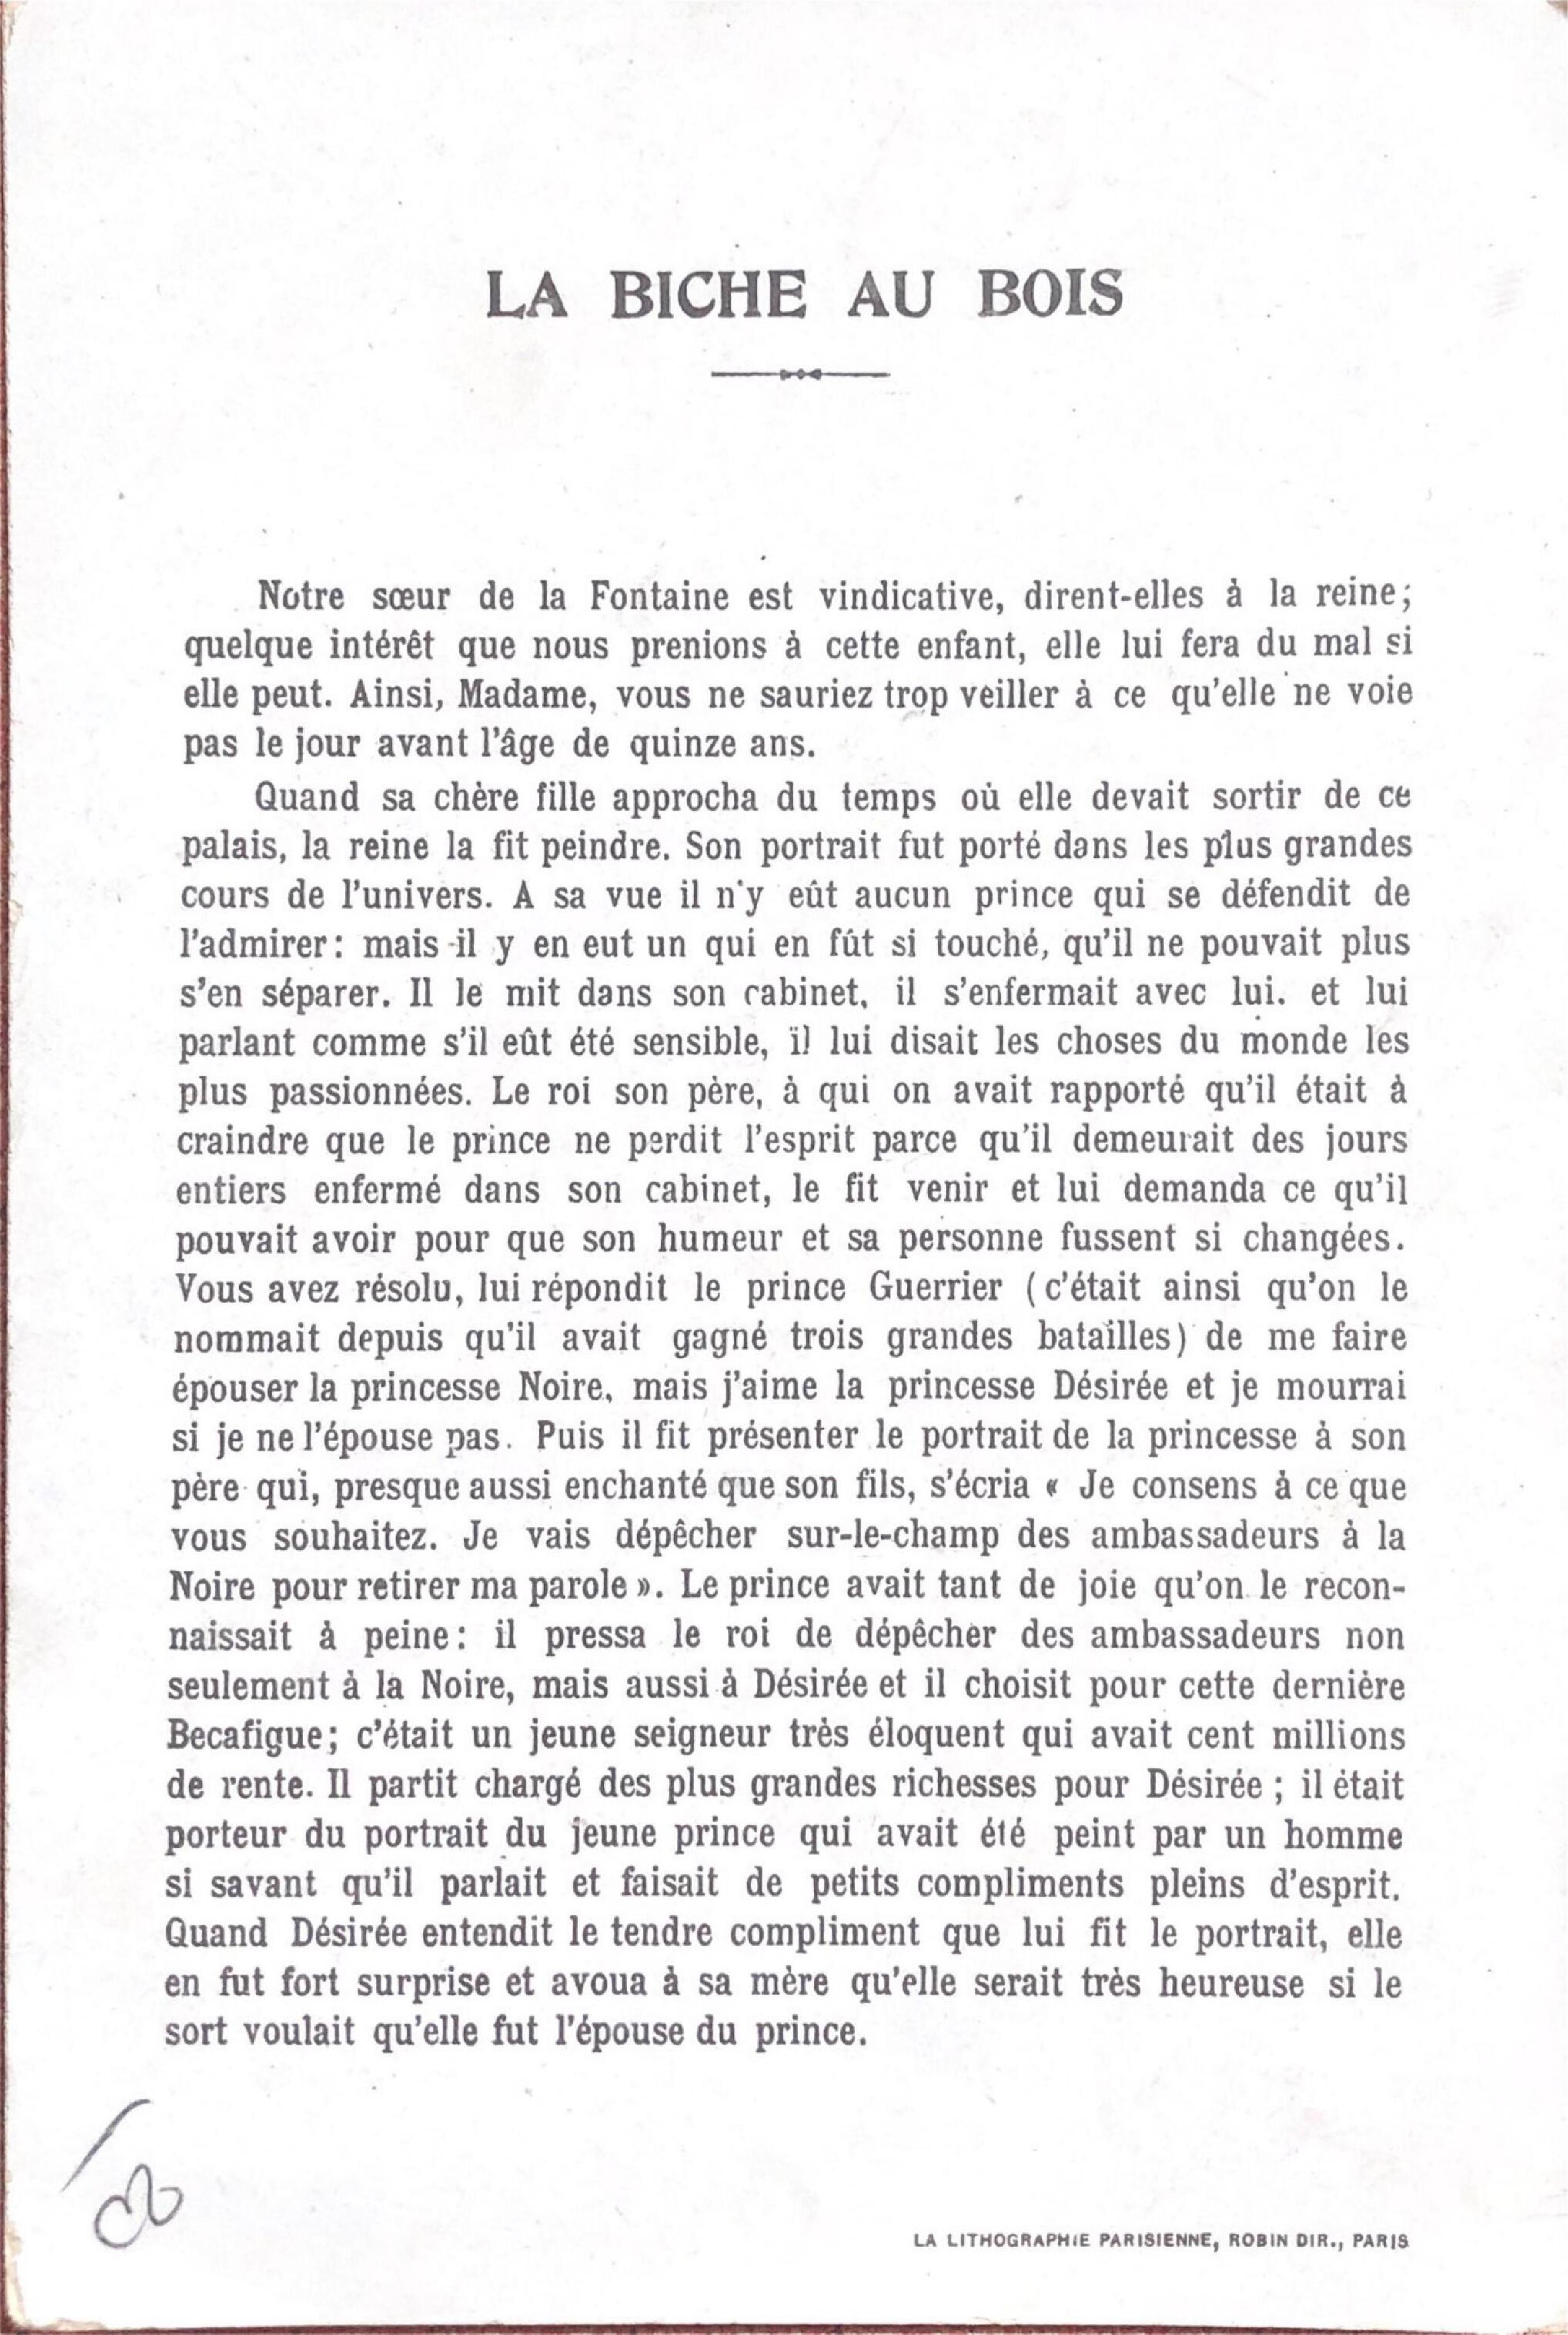 LA BICHE AU BOIS
Notre sœur de la Fontaine est vindicative, dirent-elles à la reine;
quelque intérêt que nous prenions à cette enfant, elle lui fera du mal si
elle peut. Ainsi, Madame, vous ne sauriez trop veiller à ce qu'elle ne voie
pas le jour avant l'âge de quinze ans.
Quand sa chère fille approcha du temps où elle devait sortir de ce
palais, la reine la fit peindre. Son portrait fut porté dans les plus grandes
cours de l'univers. A sa vue il n'y eût aucun prince qui se défendit de
l'admirer: mais il y en eut un qui en fût si touché, qu'il ne pouvait plus
s'en séparer. Il le mit dans son cabinet, il s'enfermait avec lui. et lui
parlant comme s'il eût été sensible, il lui disait les choses du monde les
plus passionnées. Le roi son père, à qui on avait rapporté qu'il était à
craindre que le prince ne perdit l'esprit parce qu'il demeurait des jours
entiers enfermé dans son cabinet, le fit venir et lui demanda ce qu'il
pouvait avoir pour que son humeur et sa personne fussent si changées.
Vous avez résolu, lui répondit le prince Guerrier (c'était ainsi qu'on le
nommait depuis qu'il avait gagné trois grandes batailles) de me faire
épouser la princesse Noire, mais j'aime la princesse Désirée et je mourrai
si je ne l'épouse pas. Puis il fit présenter le portrait de la princesse à son
père qui, presque aussi enchanté que son fils, s'écria « Je consens à ce que
vous souhaitez. Je vais dépêcher sur-le-champ des ambassadeurs à la
Noire pour retirer ma parole ». Le prince avait tant de joie qu'on le recon-
naissait à peine: il pressa le roi de dépêcher des ambassadeurs non
seulement à la Noire, mais aussi à Désirée et il choisit pour cette dernière
Becafigue; c'était un jeune seigneur très éloquent qui avait cent millions
de rente. Il partit chargé des plus grandes richesses pour Désirée ; il était
porteur du portrait du jeune prince qui avait été peint par un homme
si savant qu'il parlait et faisait de petits compliments pleins d'esprit.
Quand Désirée entendit le tendre compliment que lui fit le portrait, elle
en fut fort surprise et avoua à sa mère qu'elle serait très heureuse si le
sort voulait qu'elle fut l'épouse du prince.
LA LITHOGRAPHIE PARISIENNE, ROBIN DIR., PARIS